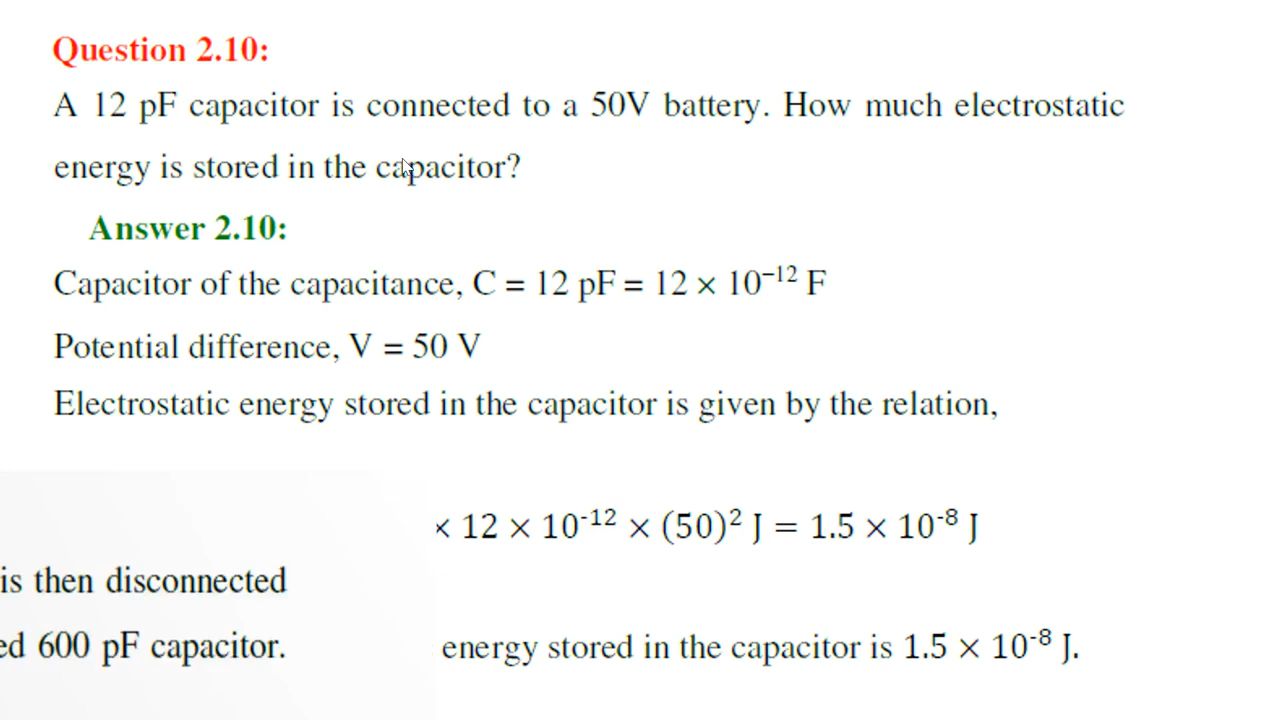 Question 2.10:
A 12 pF capacitor is connected to a 50V battery. How much electrostatic
energy is stored in the capacitor?
Answer 2.10:
Capacitor of the capacitance, C = 12 pF = 12 × 10⁻¹² F
Potential difference, V = 50 V
Electrostatic energy stored in the capacitor is given by the relation,
× 12 × 10⁻¹² × (50)² J = 1.5 × 10⁻⁸ J
is then disconnected
ed 600 pF capacitor.
energy stored in the capacitor is 1.5 × 10⁻⁸ J.